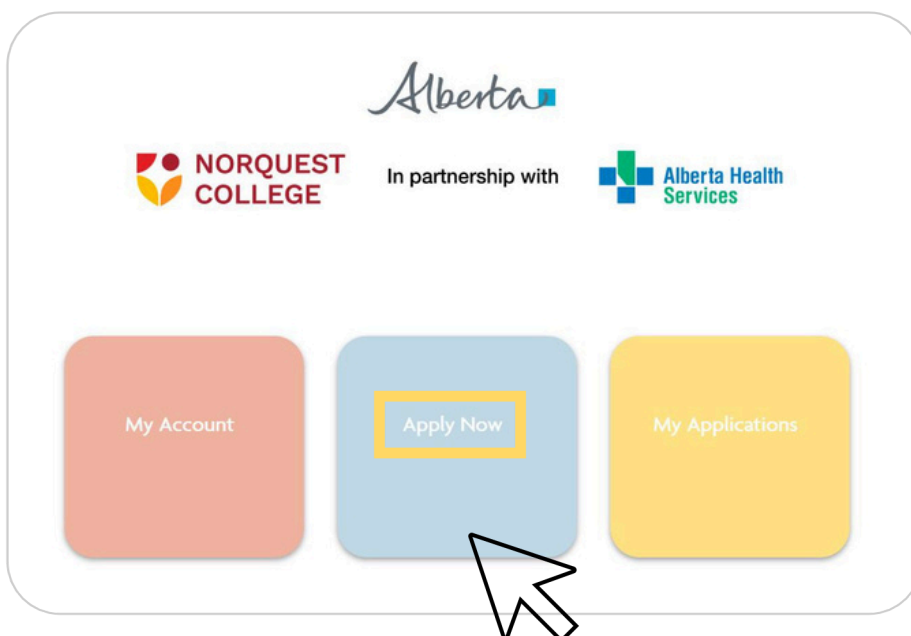 Alberta
NORQUEST
COLLEGE
In partnership with
Alberta Health
Services
My Account
Apply Now
My Applications